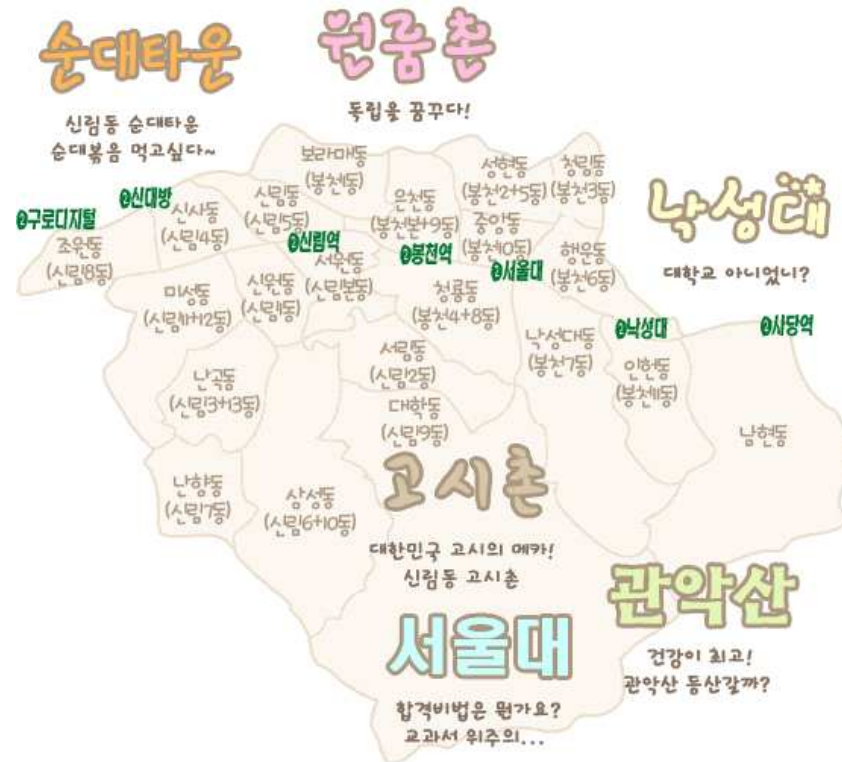 순대타운
원룸촌
신림동 순대타운
순대볶음 먹고싶다~
독립을 꿈꾸다!
보라매동
(봉천1동)
성현동
(봉천2+5동)
청림동
(봉천3동)
은천동
(봉천본+9동)
중앙동
(봉천10동)
행운동
(봉천6동)
낙성대
대학교 아니었니?
❷구로디지털
❷신대방
신사동
(신림4동)
신림동
(신림5동)
❷신림역
❷봉천역
❷서울대
❷낙성대
❷사당역
조원동
(신림8동)
미성동
(신림11+12동)
신원동
(신림1동)
서원동
(신림본동)
청룡동
(봉천4+8동)
낙성대동
(봉천7동)
인헌동
(봉천11동)
남현동
난곡동
(신림3+13동)
서림동
(신림2동)
대학동
(신림9동)
난향동
(신림7동)
삼성동
(신림6+10동)
고시촌
대한민국 고시의 메카!
신림동 고시촌
관악산
건강이 최고!
관악산 등산갈까?
서울대
합격비법은 뭔가요?
교과서 위주의...